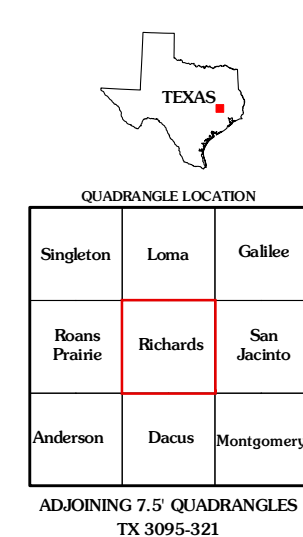 TEXAS
QUADRANGLE LOCATION
Singleton Loma Galilee
Roans
Prairie
Richards
San
Jacinto
Anderson Dacus Montgomery
ADJOINING 7.5' QUADRANGLES
TX 3095-321